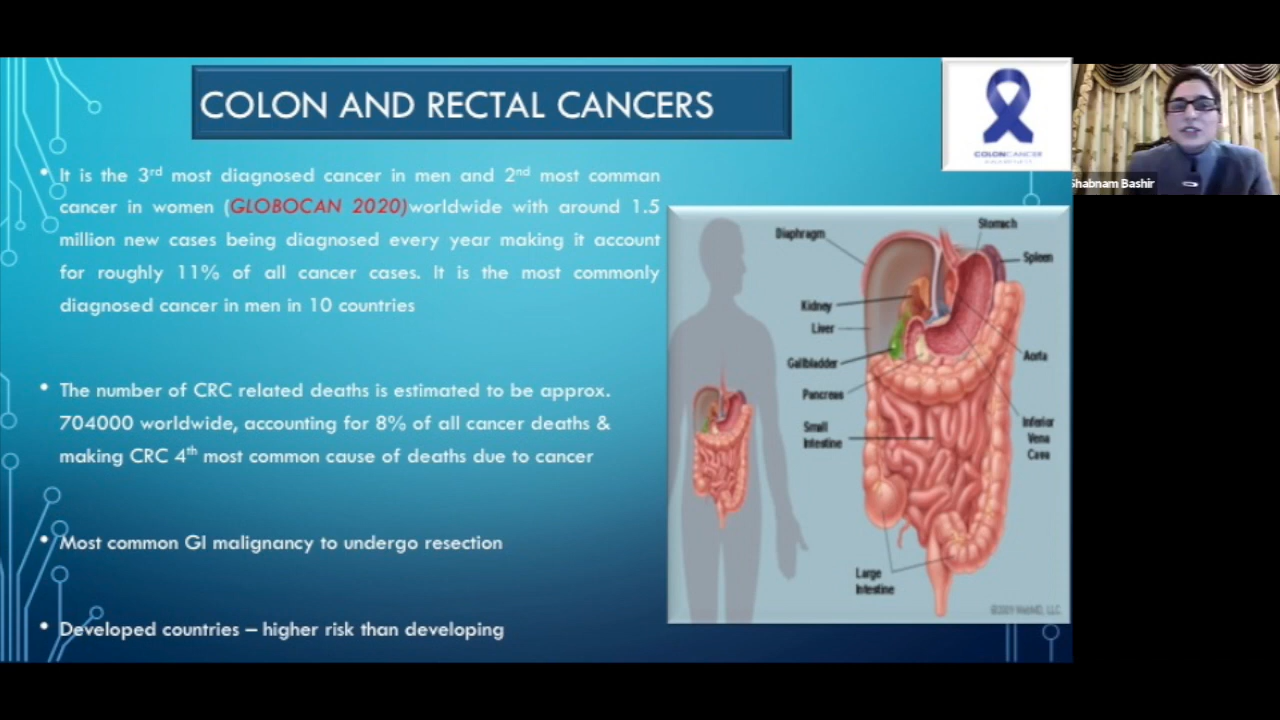 COLON AND RECTAL CANCERS
• It is the 3rd most diagnosed cancer in men and 2nd most comman
cancer in women (GLOBOCAN 2020)worldwide with around 1.5
million new cases being diagnosed every year making it account
for roughly 11% of all cancer cases. It is the most commonly
diagnosed cancer in men in 10 countries
• The number of CRC related deaths is estimated to be approx.
704000 worldwide, accounting for 8% of all cancer deaths &
making CRC 4th most common cause of deaths due to cancer
• Most common GI malignancy to undergo resection
• Developed countries – higher risk than developing
COLONCANCER
Shabnam Bashir
Diaphragm
Stomach
Spleen
Kidney
Liver
Gallbladder
Pancreas
Small
Intestine
Aorta
Inferior
Vena
Cava
Large
Intestine
©2009 WebMD, LLC